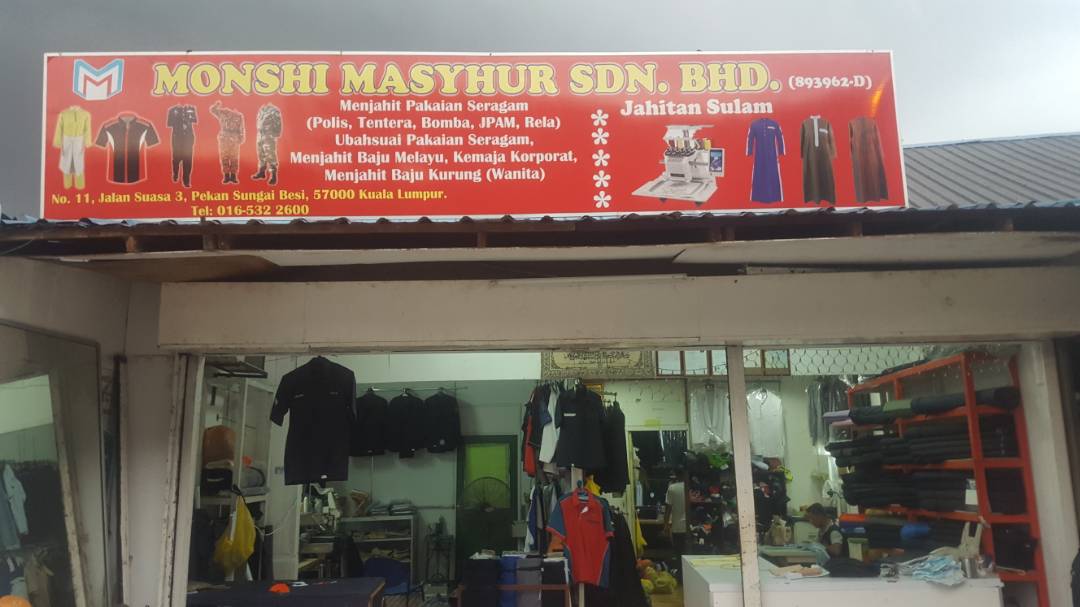 M
MONSHI MASYHUR SDN. BHD. (893962-D)
Menjahit Pakaian Seragam
(Polis, Tentera, Bomba, JPAM, Rela)
Ubahsuai Pakaian Seragam,
Menjahit Baju Melayu, Kemaja Korporat,
Menjahit Baju Kurung (Wanita)
Jahitan Sulam
No. 11, Jalan Suasa 3, Pekan Sungai Besi, 57000 Kuala Lumpur.
Tel: 016-532 2600